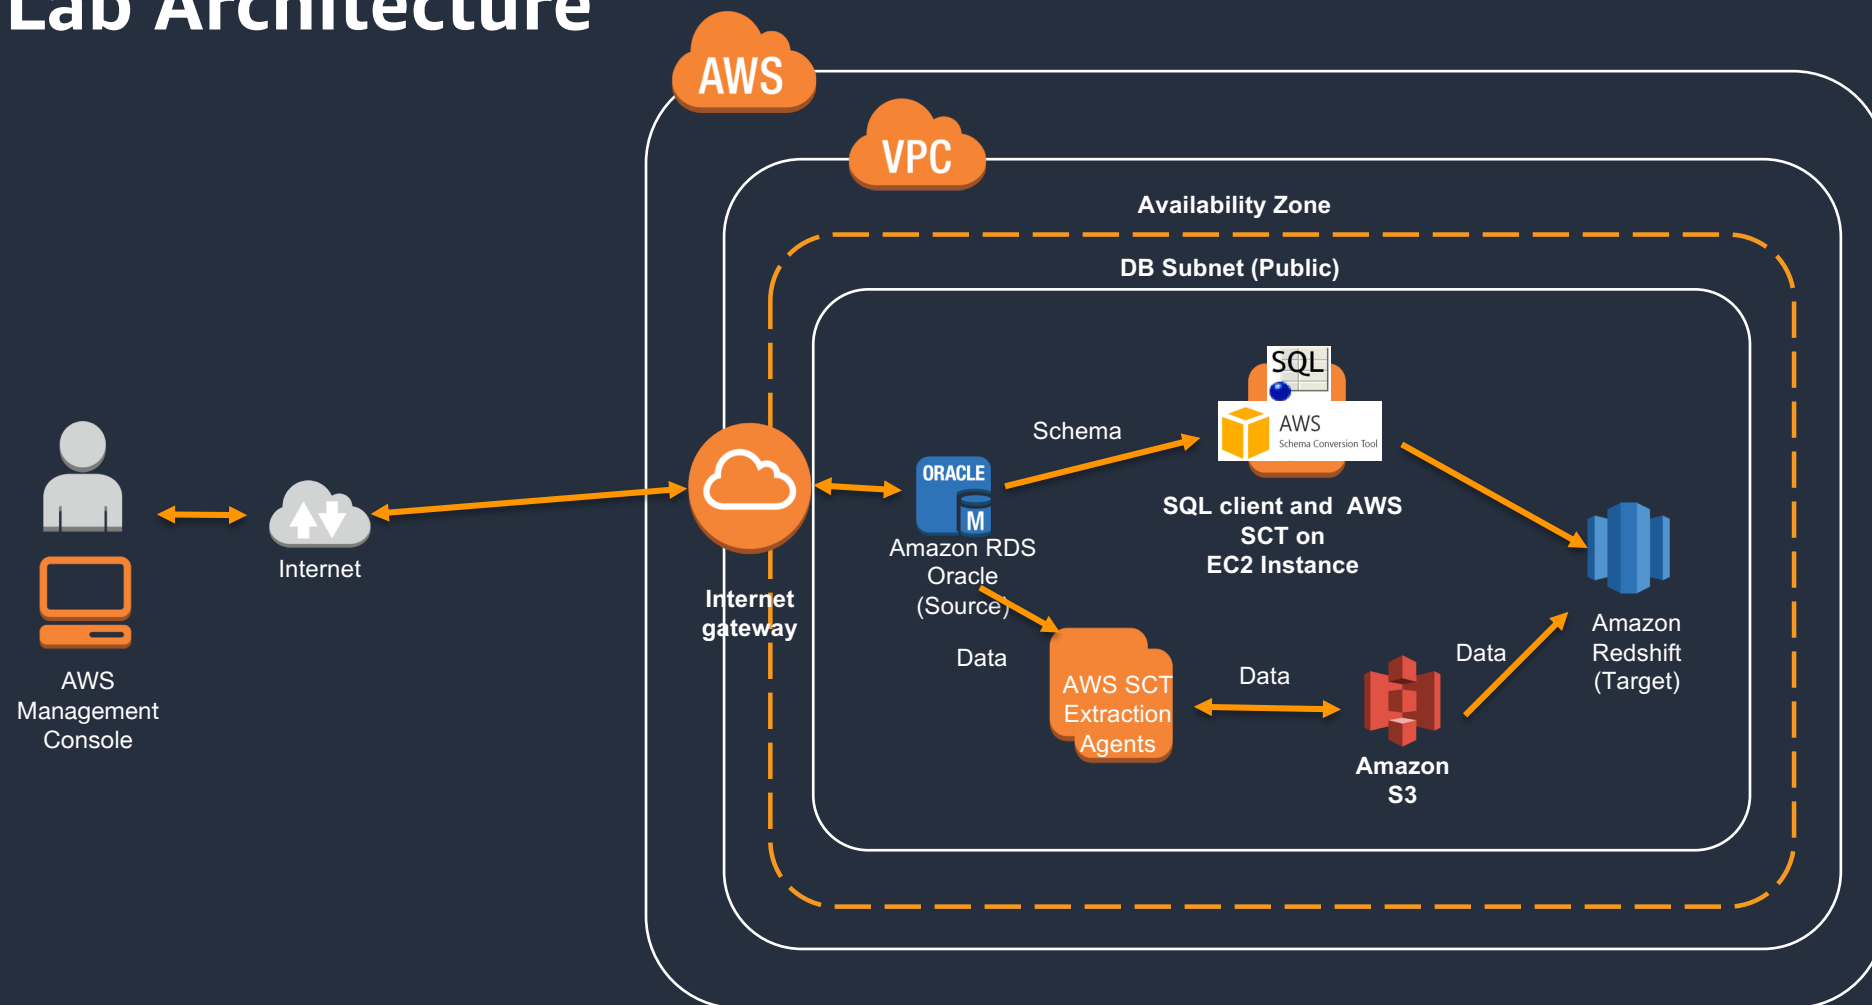 Lab Architecture
AWS
VPC
Availability Zone
DB Subnet (Public)
SQL
AWS
Schema Conversion Tool
Schema
ORACLE
M
SQL client and AWS
SCT on
EC2 Instance
Amazon RDS
Oracle
(Source)
Internet
Internet
gateway
Amazon
Redshift
(Target)
Data
AWS SCT
Extraction
Agents
Data
Data
Amazon
S3
AWS
Management
Console